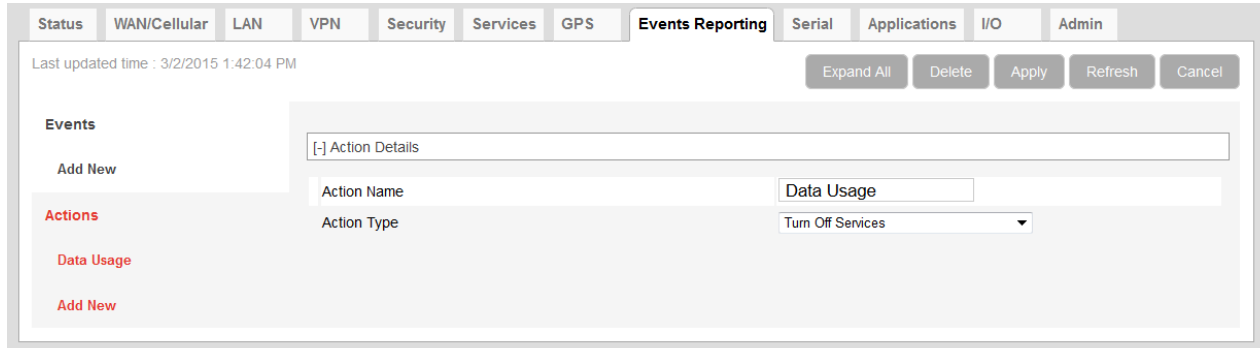 Status WAN/Cellular LAN VPN Security Services GPS Events Reporting Serial Applications I/O Admin
Last updated time : 3/2/2015 1:42:04 PM Expand All Delete Apply Refresh Cancel
Events
[-] Action Details
Add New
Action Name Data Usage
Actions
Action Type Turn Off Services
Data Usage
Add New